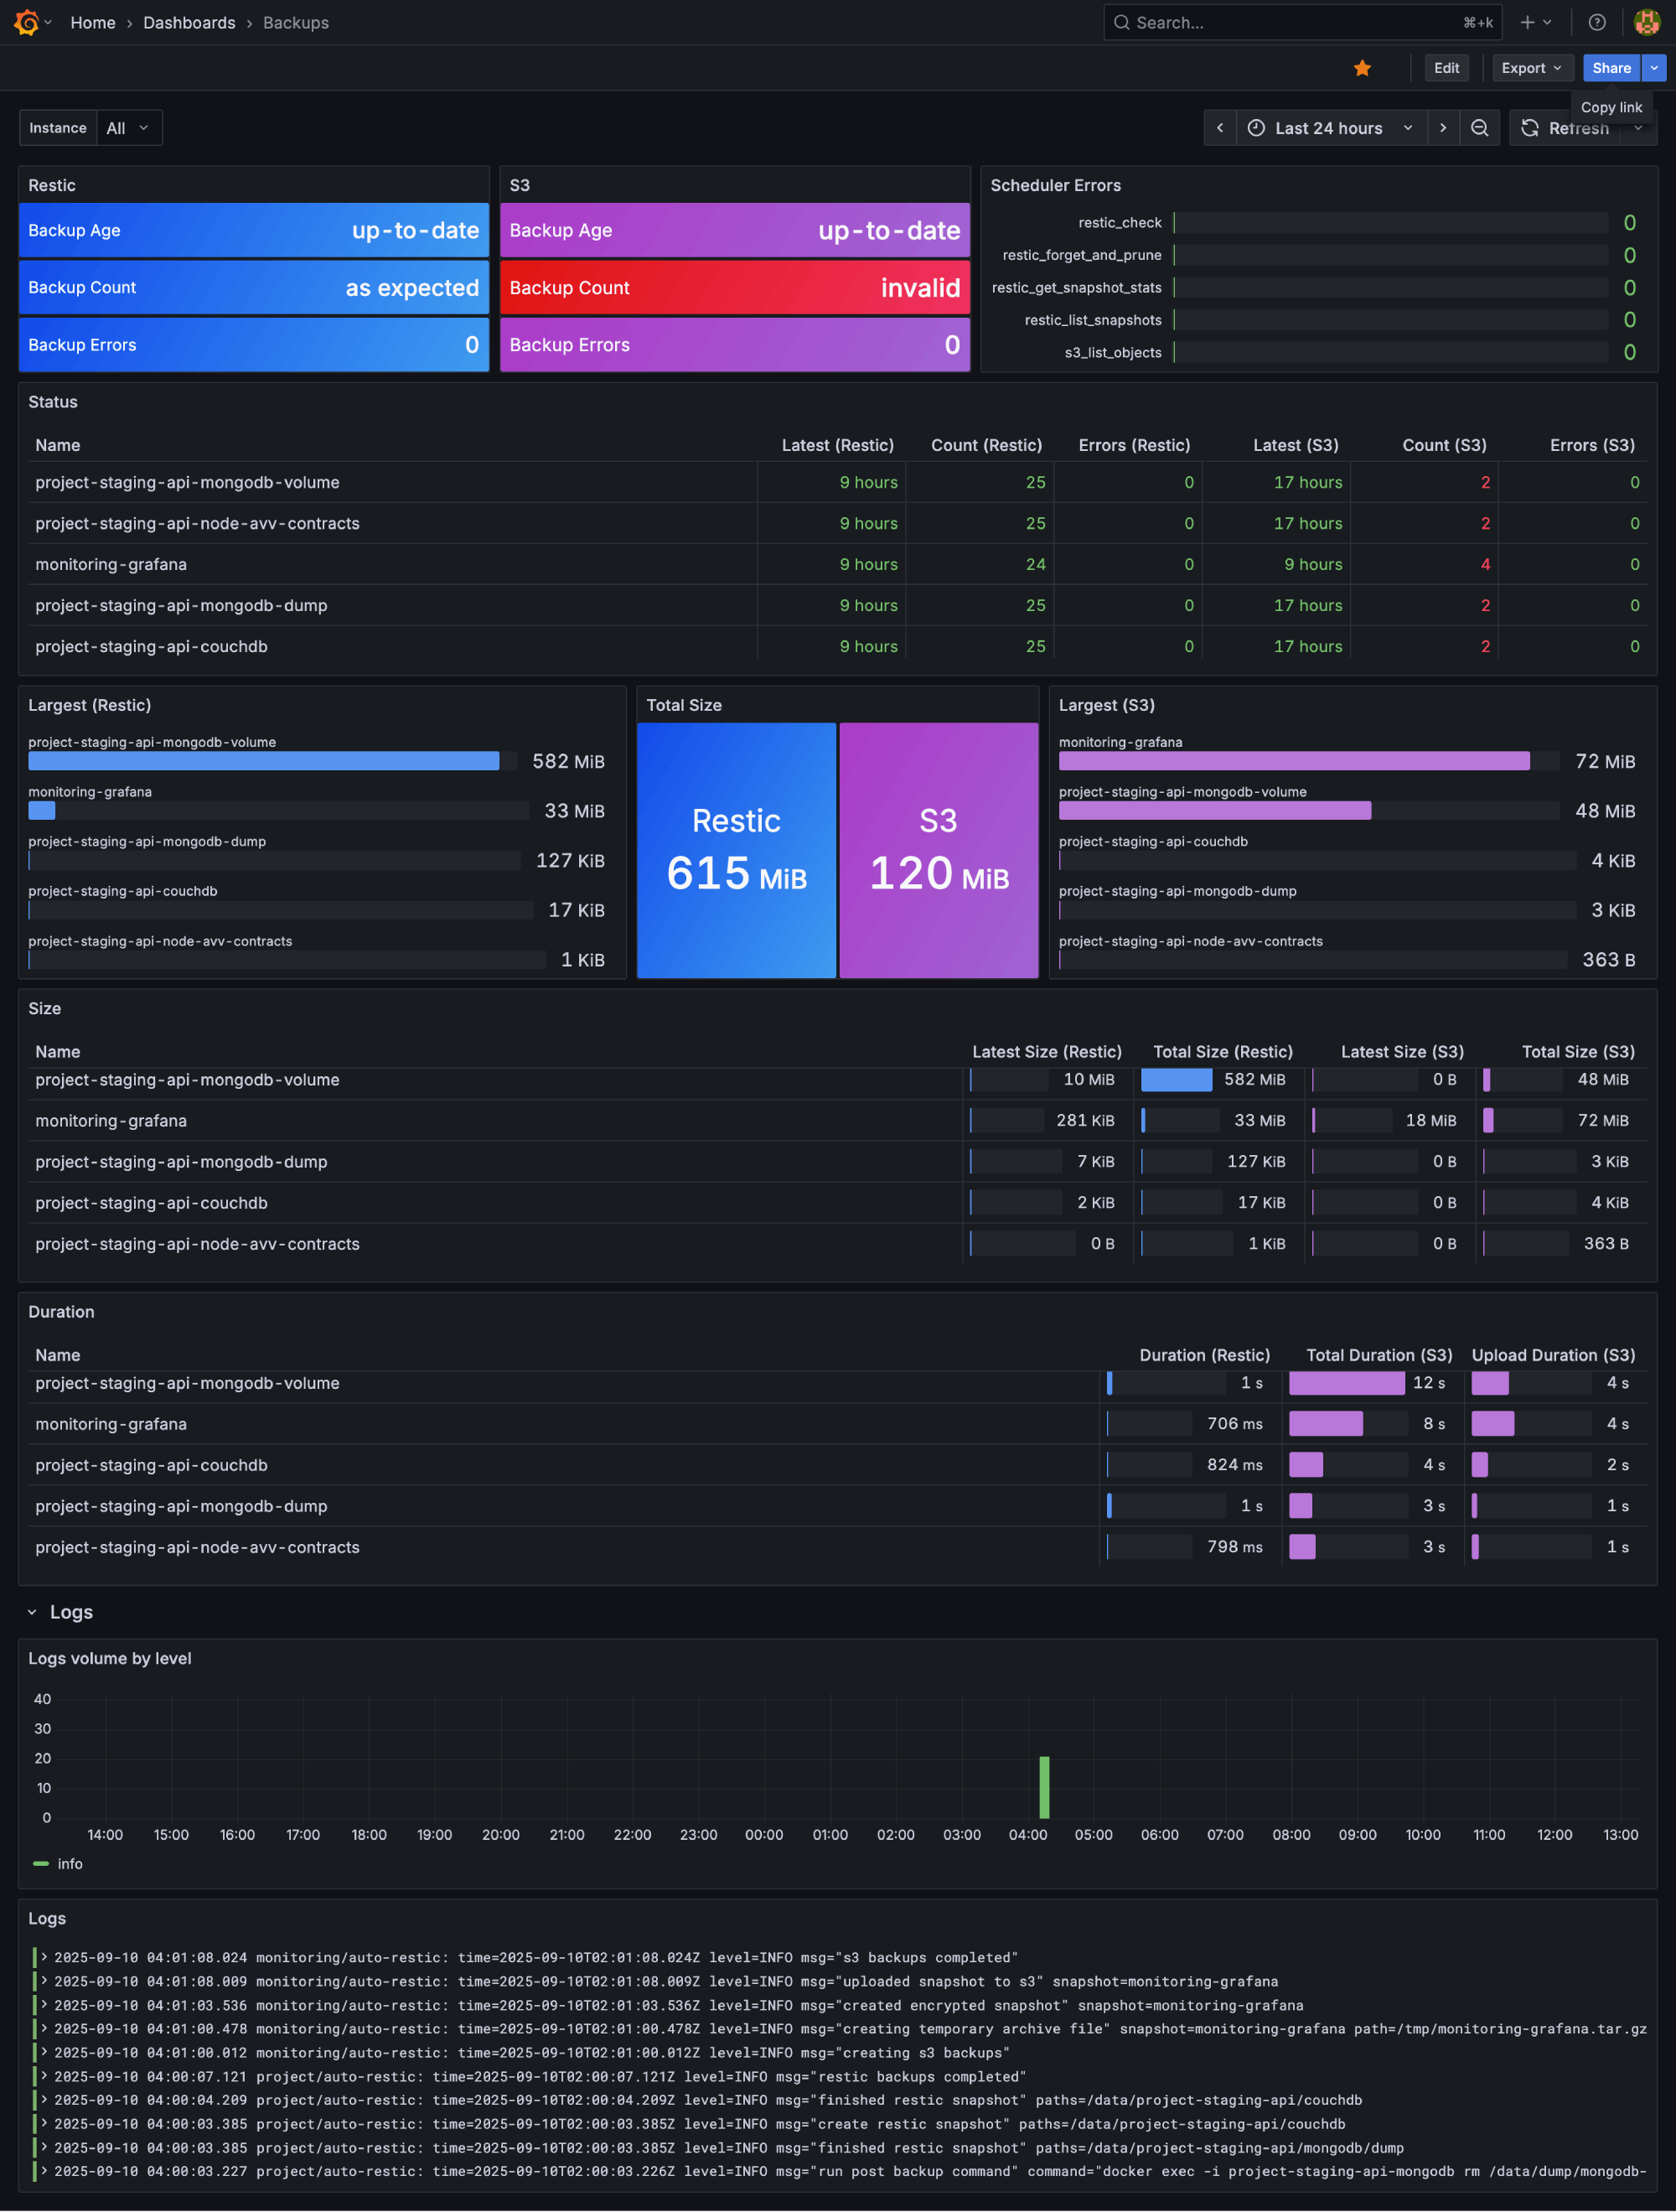 Home › Dashboards › Backups
Search... ⌘+k
Edit Export Share
Copy link
Instance All
Last 24 hours Refresh
Restic
Backup Age up-to-date
Backup Count as expected
Backup Errors 0
S3
Backup Age up-to-date
Backup Count invalid
Backup Errors 0
Scheduler Errors
restic_check 0
restic_forget_and_prune 0
restic_get_snapshot_stats 0
restic_list_snapshots 0
s3_list_objects 0
Status
Name Latest (Restic) Count (Restic) Errors (Restic) Latest (S3) Count (S3) Errors (S3)
project-staging-api-mongodb-volume 9 hours 25 0 17 hours 2 0
project-staging-api-node-avv-contracts 9 hours 25 0 17 hours 2 0
monitoring-grafana 9 hours 24 0 9 hours 4 0
project-staging-api-mongodb-dump 9 hours 25 0 17 hours 2 0
project-staging-api-couchdb 9 hours 25 0 17 hours 2 0
Largest (Restic)
project-staging-api-mongodb-volume
582 MiB
monitoring-grafana
33 MiB
project-staging-api-mongodb-dump
127 KiB
project-staging-api-couchdb
17 KiB
project-staging-api-node-avv-contracts
1 KiB
Total Size
Restic
615 MiB
S3
120 MiB
Largest (S3)
monitoring-grafana
72 MiB
project-staging-api-mongodb-volume
48 MiB
project-staging-api-couchdb
4 KiB
project-staging-api-mongodb-dump
3 KiB
project-staging-api-node-avv-contracts
363 B
Size
Name Latest Size (Restic) Total Size (Restic) Latest Size (S3) Total Size (S3)
project-staging-api-mongodb-volume 10 MiB 582 MiB 0 B 48 MiB
monitoring-grafana 281 KiB 33 MiB 18 MiB 72 MiB
project-staging-api-mongodb-dump 7 KiB 127 KiB 0 B 3 KiB
project-staging-api-couchdb 2 KiB 17 KiB 0 B 4 KiB
project-staging-api-node-avv-contracts 0 B 1 KiB 0 B 363 B
Duration
Name Duration (Restic) Total Duration (S3) Upload Duration (S3)
project-staging-api-mongodb-volume 1 s 12 s 4 s
monitoring-grafana 706 ms 8 s 4 s
project-staging-api-couchdb 824 ms 4 s 2 s
project-staging-api-mongodb-dump 1 s 3 s 1 s
project-staging-api-node-avv-contracts 798 ms 3 s 1 s
Logs
Logs volume by level
40
30
20
10
0
14:00 15:00 16:00 17:00 18:00 19:00 20:00 21:00 22:00 23:00 00:00 01:00 02:00 03:00 04:00 05:00 06:00 07:00 08:00 09:00 10:00 11:00 12:00 13:00
info
Logs
2025-09-10 04:01:08.024 monitoring/auto-restic: time=2025-09-10T02:01:08.024Z level=INFO msg="s3 backups completed"
2025-09-10 04:01:08.009 monitoring/auto-restic: time=2025-09-10T02:01:08.009Z level=INFO msg="uploaded snapshot to s3" snapshot=monitoring-grafana
2025-09-10 04:01:03.536 monitoring/auto-restic: time=2025-09-10T02:01:03.536Z level=INFO msg="created encrypted snapshot" snapshot=monitoring-grafana
2025-09-10 04:01:00.478 monitoring/auto-restic: time=2025-09-10T02:01:00.478Z level=INFO msg="creating temporary archive file" snapshot=monitoring-grafana path=/tmp/monitoring-grafana.tar.gz
2025-09-10 04:01:00.012 monitoring/auto-restic: time=2025-09-10T02:01:00.012Z level=INFO msg="creating s3 backups"
2025-09-10 04:00:07.121 project/auto-restic: time=2025-09-10T02:00:07.121Z level=INFO msg="restic backups completed"
2025-09-10 04:00:04.209 project/auto-restic: time=2025-09-10T02:00:04.209Z level=INFO msg="finished restic snapshot" paths=/data/project-staging-api/couchdb
2025-09-10 04:00:03.385 project/auto-restic: time=2025-09-10T02:00:03.385Z level=INFO msg="create restic snapshot" paths=/data/project-staging-api/couchdb
2025-09-10 04:00:03.385 project/auto-restic: time=2025-09-10T02:00:03.385Z level=INFO msg="finished restic snapshot" paths=/data/project-staging-api/mongodb/dump
2025-09-10 04:00:03.227 project/auto-restic: time=2025-09-10T02:00:03.226Z level=INFO msg="run post backup command" command="docker exec -i project-staging-api-mongodb rm /data/dump/mongodb-